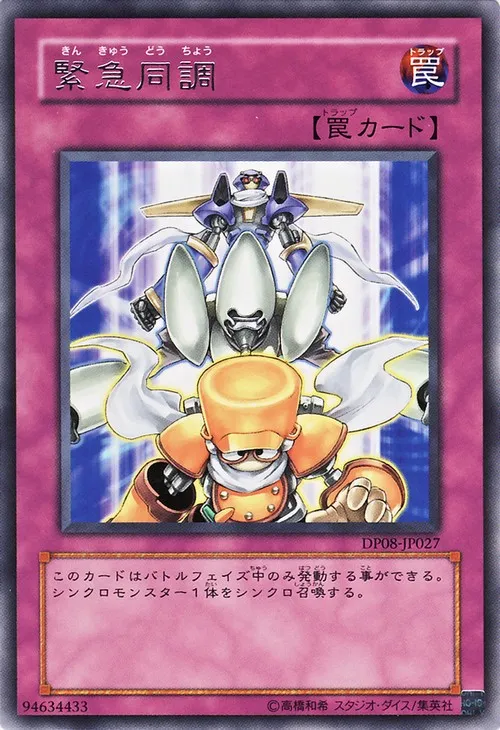 きん きゅう どう ちょう
緊急同調
トラップ
罠
トラップ
【罠カード】
DP08-JP027
このカードはバトルフェイズ中のみ発動する事ができる。
シンクロモンスター1体をシンクロ召喚する。
94634433
©高橋和希 スタジオ・ダイス/集英社